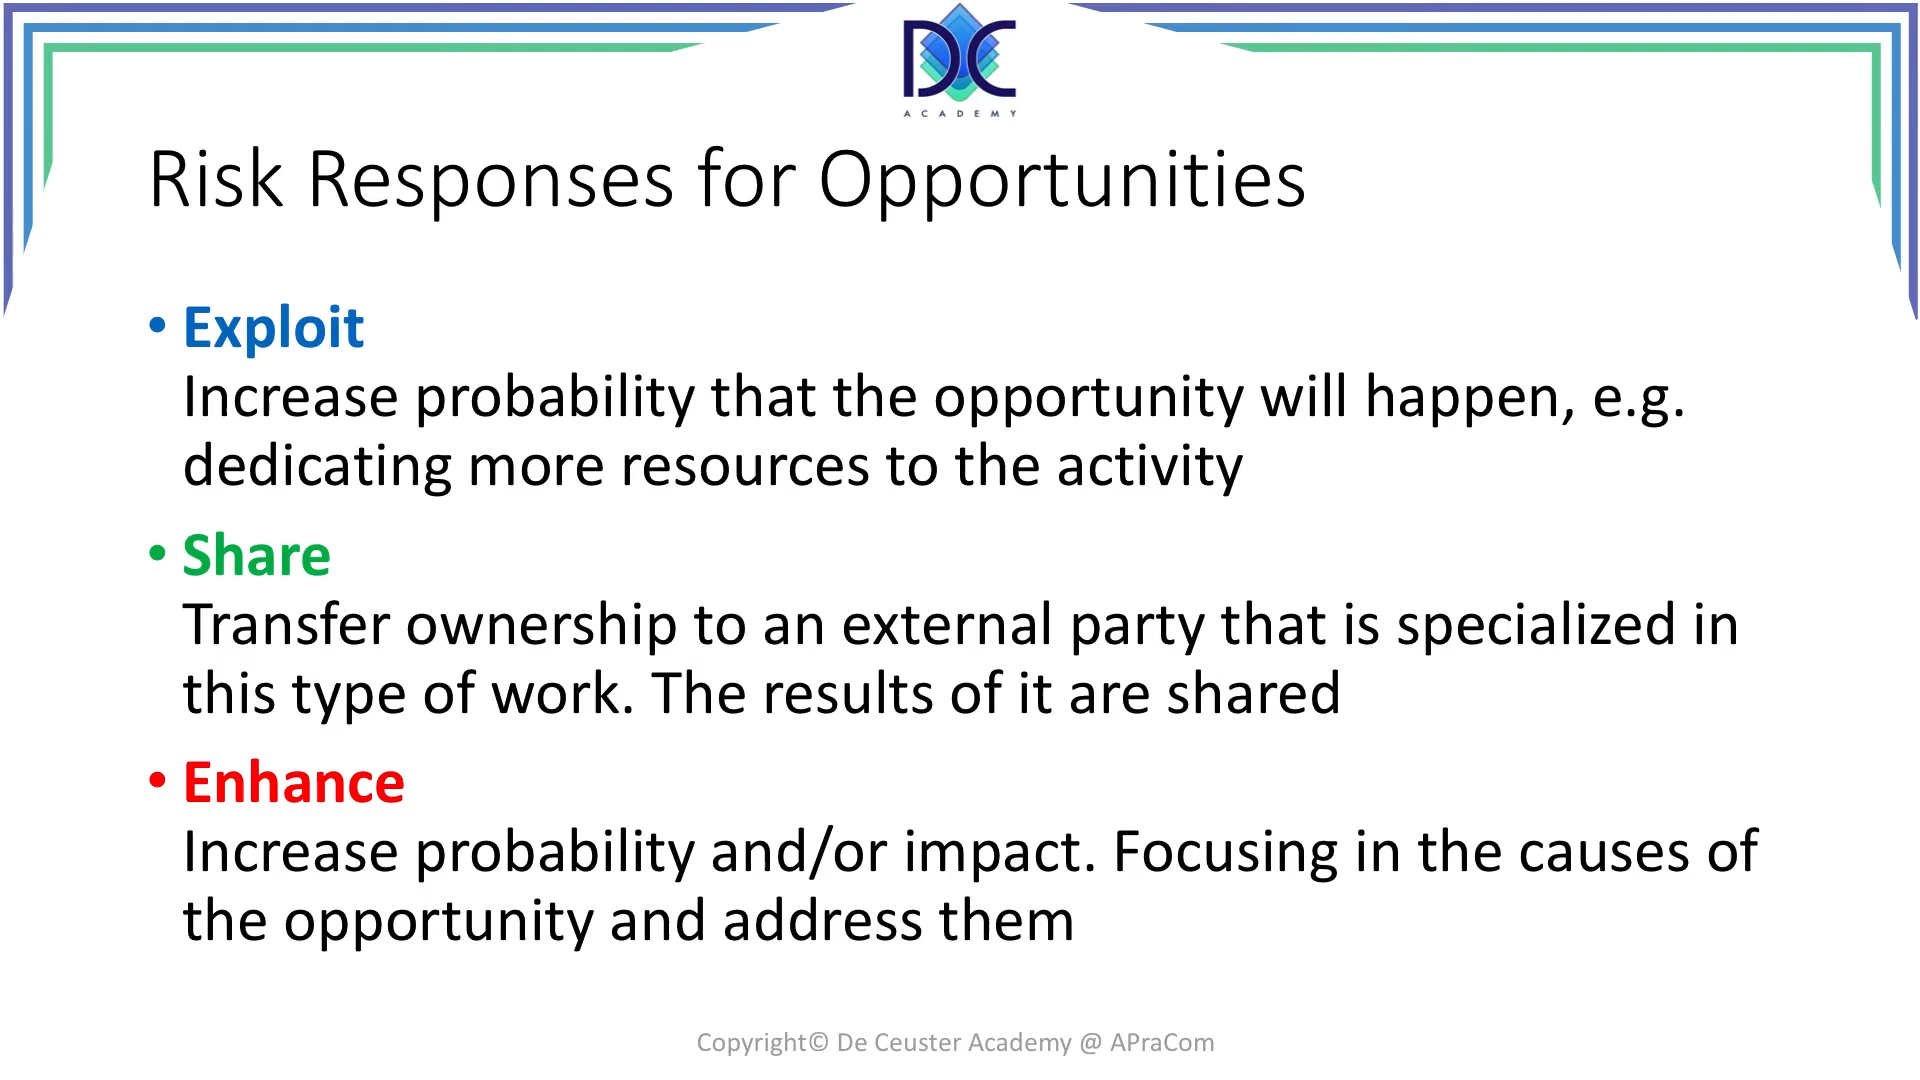 DC
ACADEMY
Risk Responses for Opportunities
• Exploit
Increase probability that the opportunity will happen, e.g.
dedicating more resources to the activity
• Share
Transfer ownership to an external party that is specialized in
this type of work. The results of it are shared
• Enhance
Increase probability and/or impact. Focusing in the causes of
the opportunity and address them
Copyright© De Ceuster Academy @ APraCom